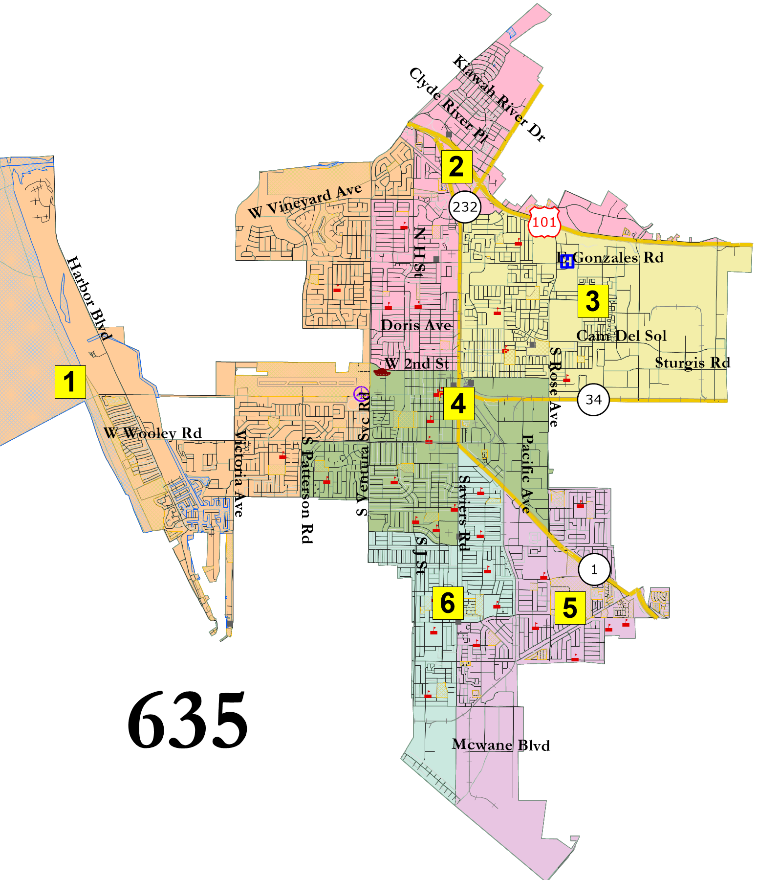 Kiawah River Dr
Clyde River Pl
2
W Vineyard Ave
232
101
N H St
Gonzales Rd
H
Harbor Blvd
3
Doris Ave
Cam Del Sol
W 2nd St
S Rose Ave
Sturgis Rd
1
4
34
W Wooley Rd
Victoria Ave
S Patterson Rd
S Ventura Rd
Pacific Ave
Saviers Rd
S J St
1
6
5
635
Mcwane Blvd